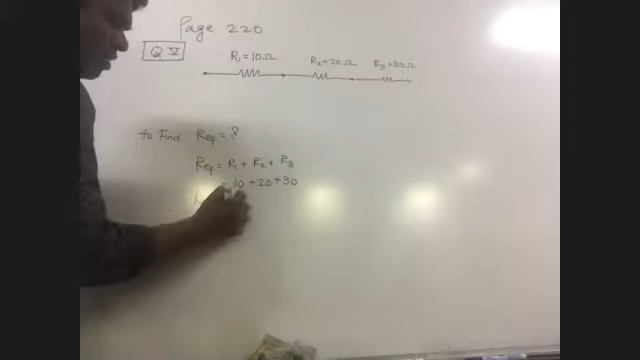 Page 220
Q V
R1 = 10Ω R2 = 20Ω R3 = 30Ω
to Find Req = ?
Req = R1 + R2 + R3
= 10 + 20 + 30